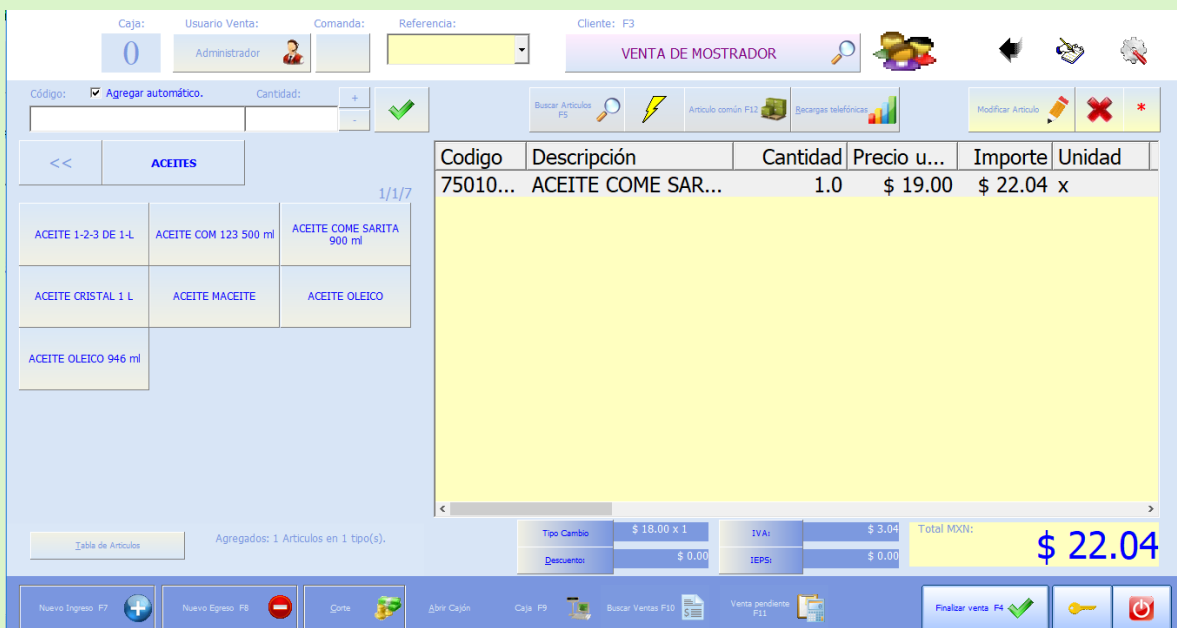 Caja: Usuario Venta: Comanda: Referencia: Cliente: F3
0 Administrador VENTA DE MOSTRADOR
Código: Agregar automático. Cantidad: +
-
Buscar Articulos F5
Articulo común F12
Recargas telefónicas
Modificar Articulo
*
<< ACEITES
1/1/7
ACEITE 1-2-3 DE 1-L
ACEITE COM 123 500 ml
ACEITE COME SARITA
900 ml
ACEITE CRISTAL 1 L
ACEITE MACEITE
ACEITE OLEICO
ACEITE OLEICO 946 ml
Codigo Descripción Cantidad Precio u... Importe Unidad
75010... ACEITE COME SAR... 1.0 $ 19.00 $ 22.04 x
< >
Tabla de Articulos
Agregados: 1 Articulos en 1 tipo(s).
Tipo Cambio $ 18.00 x 1 IVA: $ 3.04 Total MXN:
Descuento: $ 0.00 IEPS: $ 0.00 $ 22.04
Nuevo Ingreso F7
Nuevo Egreso F8
Corte
Abrir Cajón
Caja F9
Buscar Ventas F10
Venta pendiente
F11
Finalizar venta F4